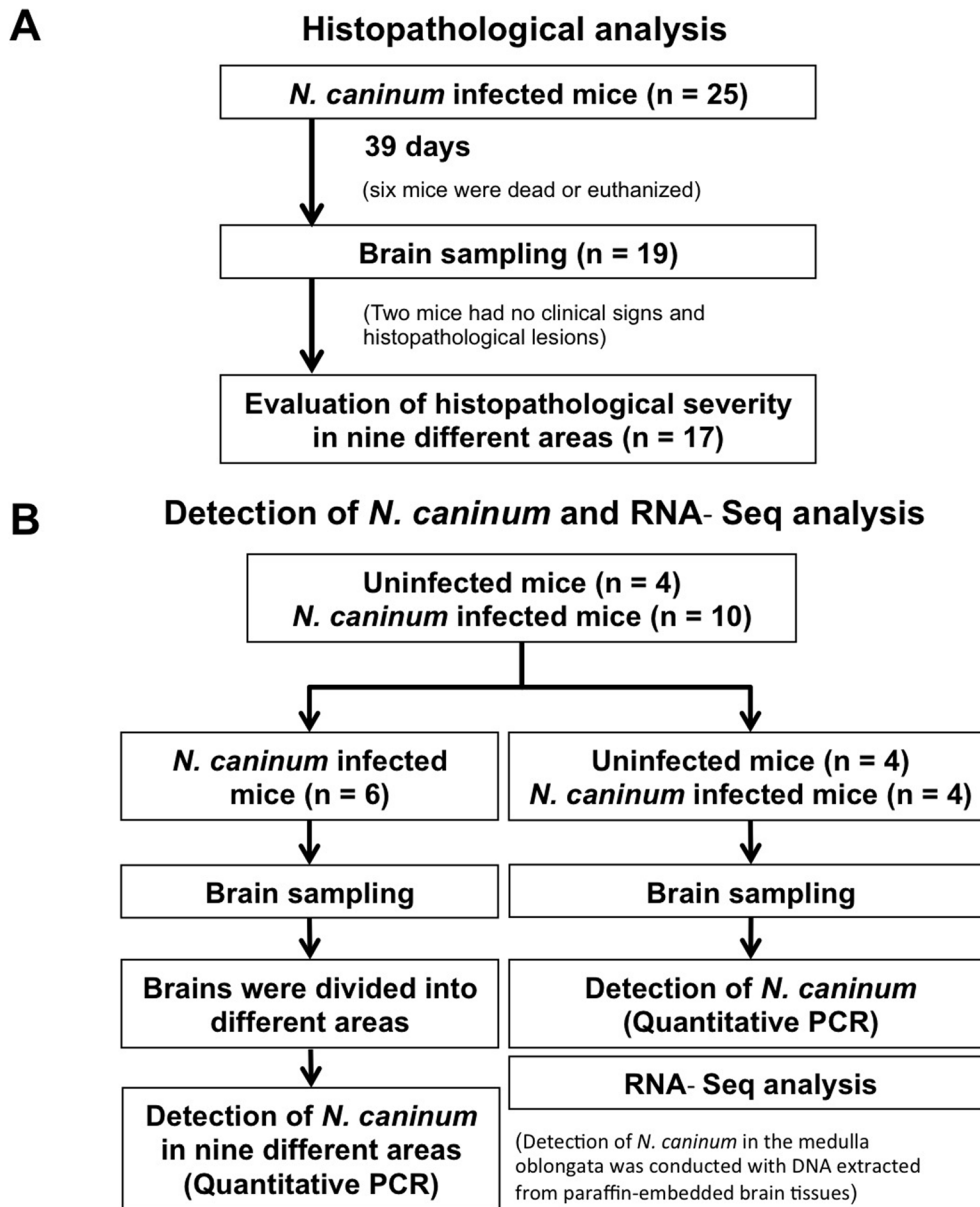 A
Histopathological analysis
N. caninum infected mice (n = 25)
39 days
(six mice were dead or euthanized)
Brain sampling (n = 19)
(Two mice had no clinical signs and
histopathological lesions)
Evaluation of histopathological severity
in nine different areas (n = 17)
B
Detection of N. caninum and RNA- Seq analysis
Uninfected mice (n = 4)
N. caninum infected mice (n = 10)
N. caninum infected
mice (n = 6)
Brain sampling
Brains were divided into
different areas
Detection of N. caninum
in nine different areas
(Quantitative PCR)
Uninfected mice (n = 4)
N. caninum infected mice (n = 4)
Brain sampling
Detection of N. caninum
(Quantitative PCR)
RNA- Seq analysis
(Detection of N. caninum in the medulla
oblongata was conducted with DNA extracted
from paraffin-embedded brain tissues)